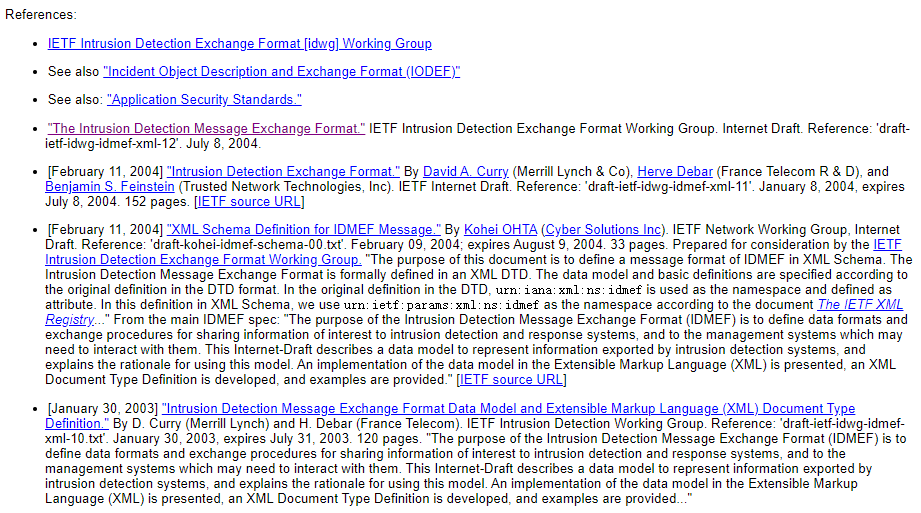 References:
• IETF Intrusion Detection Exchange Format [idwg] Working Group
• See also "Incident Object Description and Exchange Format (IODEF)"
• See also: "Application Security Standards."
• "The Intrusion Detection Message Exchange Format." IETF Intrusion Detection Exchange Format Working Group. Internet Draft. Reference: 'draft-
ietf-idwg-idmef-xml-12'. July 8, 2004.
• [February 11, 2004] "Intrusion Detection Exchange Format." By David A. Curry (Merrill Lynch & Co), Herve Debar (France Telecom R & D), and
Benjamin S. Feinstein (Trusted Network Technologies, Inc). IETF Internet Draft. Reference: 'draft-ietf-idwg-idmef-xml-11'. January 8, 2004, expires
July 8, 2004. 152 pages. [IETF source URL]
• [February 11, 2004] "XML Schema Definition for IDMEF Message." By Kohei OHTA (Cyber Solutions Inc). IETF Network Working Group, Internet
Draft. Reference: 'draft-kohei-idmef-schema-00.txt'. February 09, 2004; expires August 9, 2004. 33 pages. Prepared for consideration by the IETF
Intrusion Detection Exchange Format Working Group. "The purpose of this document is to define a message format of IDMEF in XML Schema. The
Intrusion Detection Message Exchange Format is formally defined in an XML DTD. The data model and basic definitions are specified according to
the original definition in the DTD format. In the original definition in the DTD, urn:iana:xml:ns:idmef is used as the namespace and defined as
attribute. In this definition in XML Schema, we use urn:ietf:params:xml:ns:idmef as the namespace according to the document The IETF XML
Registry..." From the main IDMEF spec: "The purpose of the Intrusion Detection Message Exchange Format (IDMEF) is to define data formats and
exchange procedures for sharing information of interest to intrusion detection and response systems, and to the management systems which may
need to interact with them. This Internet-Draft describes a data model to represent information exported by intrusion detection systems, and
explains the rationale for using this model. An implementation of the data model in the Extensible Markup Language (XML) is presented, an XML
Document Type Definition is developed, and examples are provided." [IETF source URL]
• [January 30, 2003] "Intrusion Detection Message Exchange Format Data Model and Extensible Markup Language (XML) Document Type
Definition." By D. Curry (Merrill Lynch) and H. Debar (France Telecom). IETF Intrusion Detection Working Group. Reference: 'draft-ietf-idwg-idmef-
xml-10.txt'. January 30, 2003, expires July 31, 2003. 120 pages. "The purpose of the Intrusion Detection Message Exchange Format (IDMEF) is to
define data formats and exchange procedures for sharing information of interest to intrusion detection and response systems, and to the
management systems which may need to interact with them. This Internet-Draft describes a data model to represent information exported by
intrusion detection systems, and explains the rationale for using this model. An implementation of the data model in the Extensible Markup
Language (XML) is presented, an XML Document Type Definition is developed, and examples are provided..."